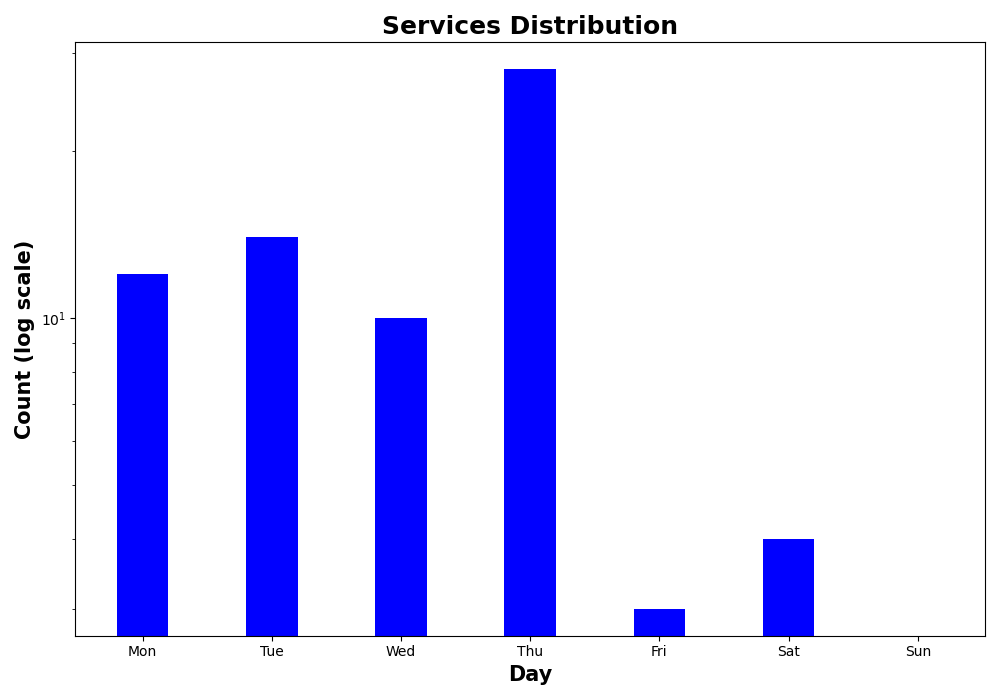 Services Distribution
Count (log scale)
10¹
Mon Tue Wed Thu Fri Sat Sun
Day